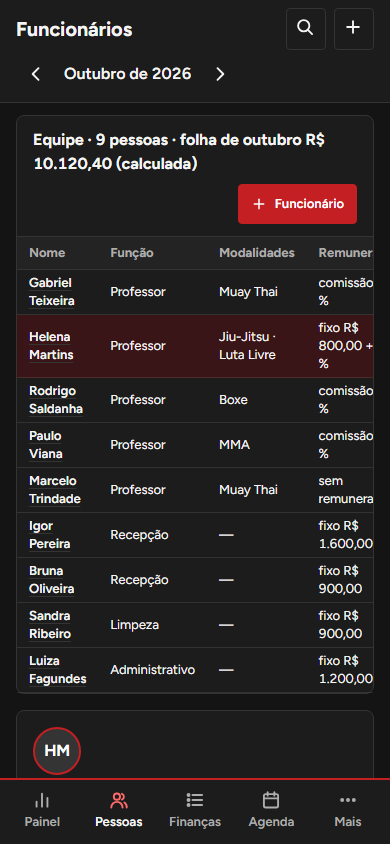 Funcionários
Outubro de 2026
Equipe · 9 pessoas · folha de outubro R$
10.120,40 (calculada)
+ Funcionário
Nome Função Modalidades Remuner
Gabriel Teixeira Professor Muay Thai comissão %
Helena Martins Professor Jiu-Jitsu · Luta Livre fixo R$ 800,00 + %
Rodrigo Saldanha Professor Boxe comissão %
Paulo Viana Professor MMA comissão %
Marcelo Trindade Professor Muay Thai sem remunera
Igor Pereira Recepção — fixo R$ 1.600,00
Bruna Oliveira Recepção — fixo R$ 900,00
Sandra Ribeiro Limpeza — fixo R$ 900,00
Luiza Fagundes Administrativo — fixo R$ 1.200,00
HM
Painel Pessoas Finanças Agenda Mais